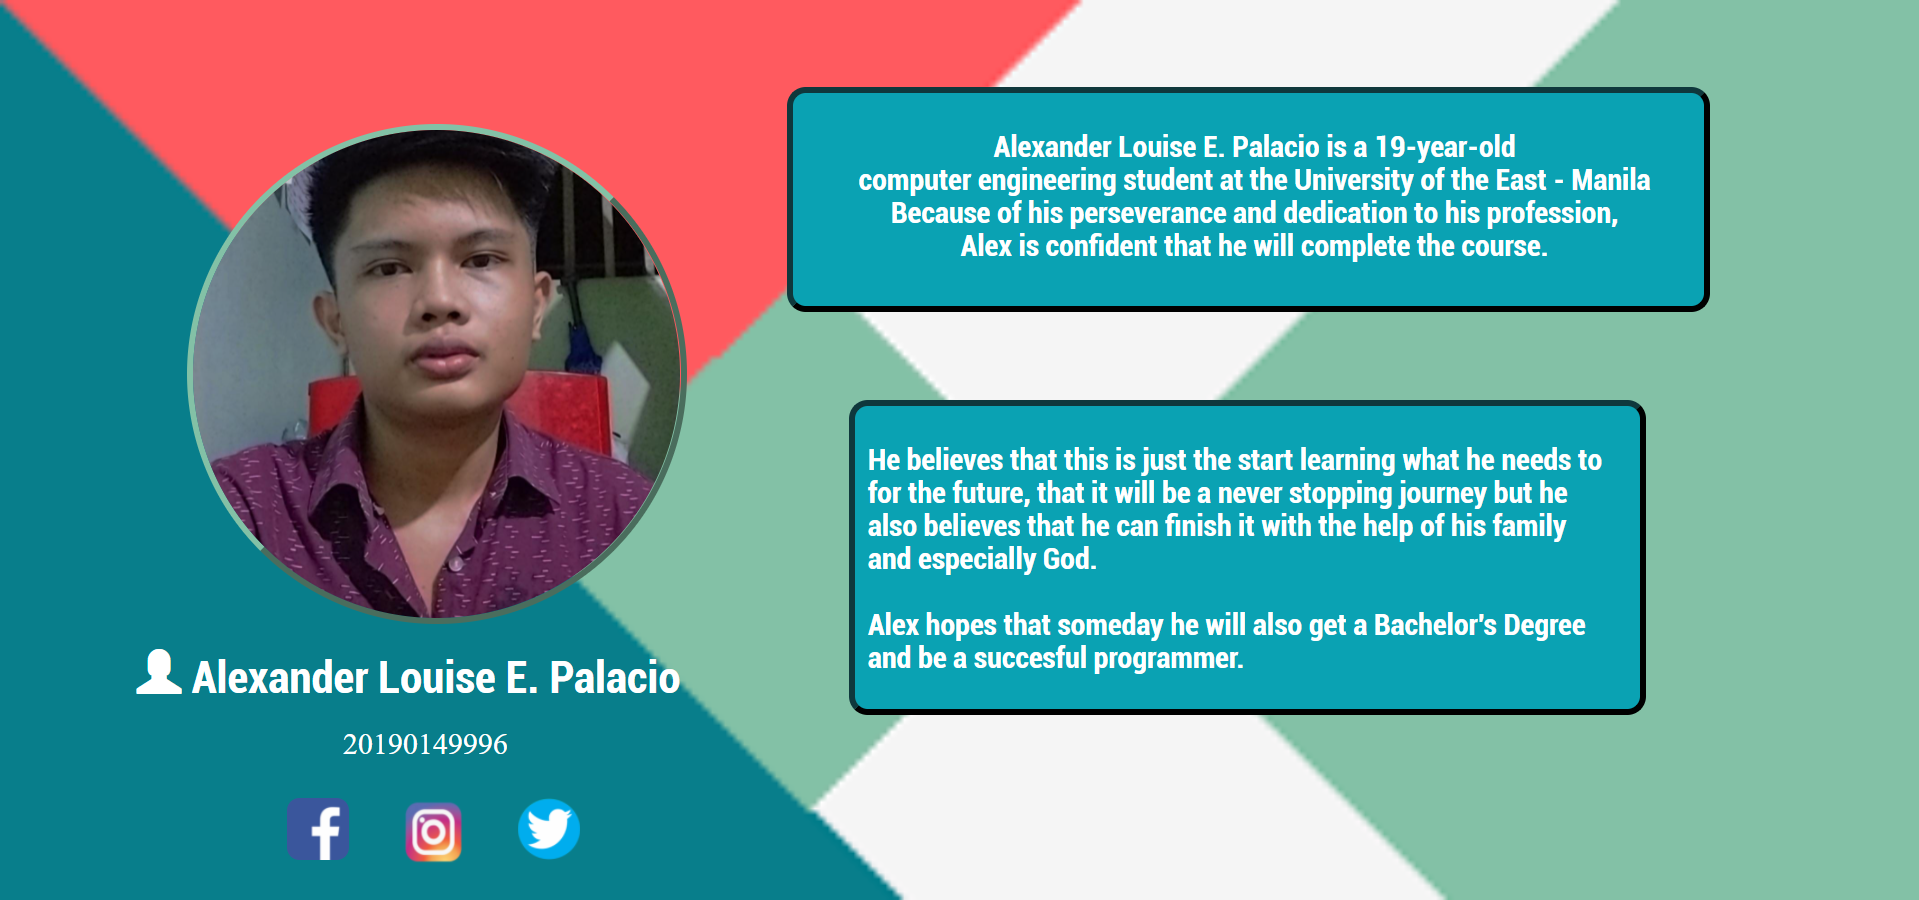 Alexander Louise E. Palacio is a 19-year-old
computer engineering student at the University of the East - Manila
Because of his perseverance and dedication to his profession,
Alex is confident that he will complete the course.
He believes that this is just the start learning what he needs to
for the future, that it will be a never stopping journey but he
also believes that he can finish it with the help of his family
and especially God.
Alex hopes that someday he will also get a Bachelor's Degree
and be a succesful programmer.
Alexander Louise E. Palacio
20190149996